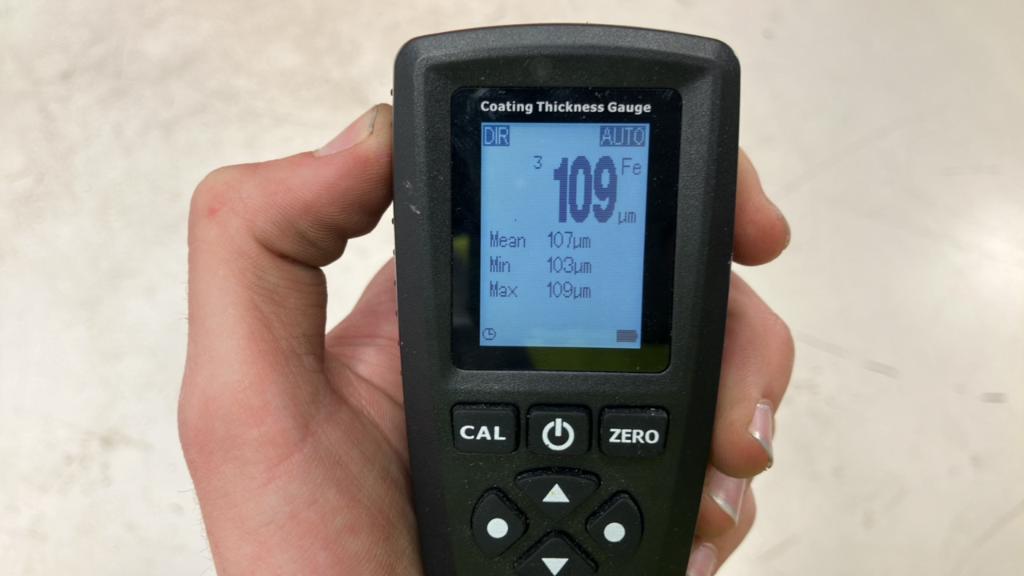 Coating Thickness Gauge
DIR AUTO
3 109 Fe
µm
Mean 107µm
Min 103µm
Max 109µm
CAL ZERO